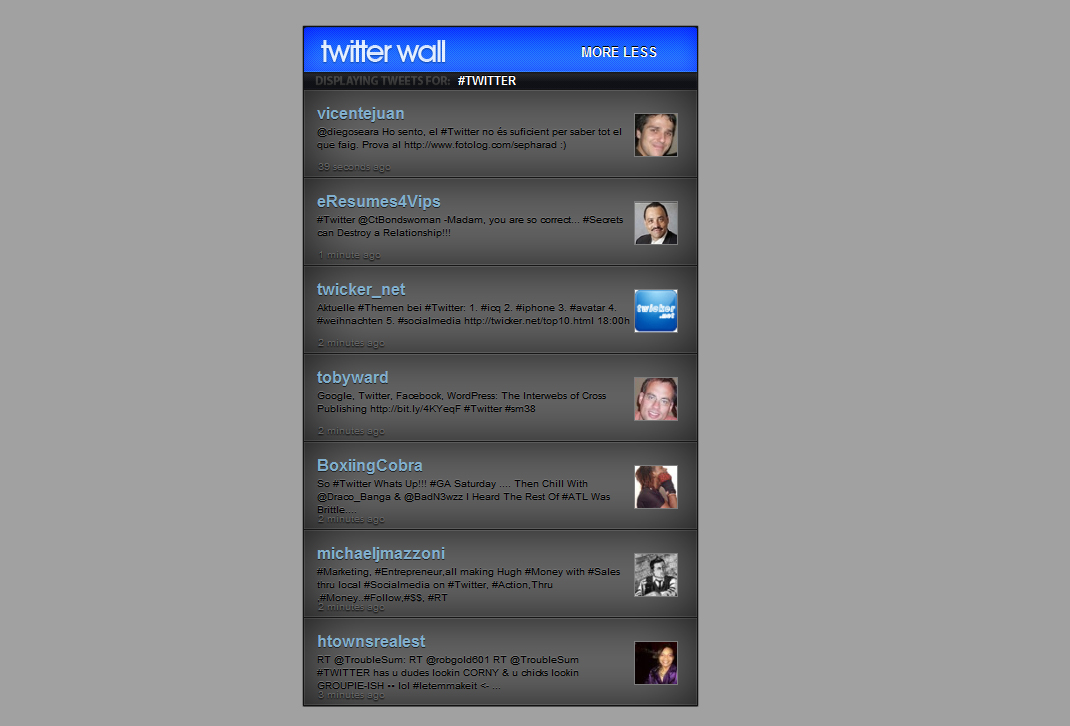 twitter wall
MORE LESS
DISPLAYING TWEETS FOR: #TWITTER
vicentejuan
@diegoseara Ho sento, el #Twitter no és suficient per saber tot el
que faig. Prova al http://www.fotolog.com/sepharad :)
39 seconds ago
eResumes4Vips
#Twitter @CtBondswoman -Madam, you are so correct... #Secrets
can Destroy a Relationship!!!
1 minute ago
twicker_net
Aktuelle #Themen bei #Twitter: 1. #icq 2. #iphone 3. #avatar 4.
#weihnachten 5. #socialmedia http://twicker.net/top10.html 18:00h
twicker
.net
2 minutes ago
tobyward
Google, Twitter, Facebook, WordPress: The Interwebs of Cross
Publishing http://bit.ly/4KYeqF #Twitter #sm38
2 minutes ago
BoxiingCobra
So #Twitter Whats Up!!! #GA Saturday .... Then Chill With
@Draco_Banga & @BadN3wzz I Heard The Rest Of #ATL Was
Brittle....
2 minutes ago
michaeljmazzoni
#Marketing, #Entrepreneur,all making Hugh #Money with #Sales
thru local #Socialmedia on #Twitter, #Action,Thru
,#Money..#Follow,#$$, #RT
2 minutes ago
htownsrealest
RT @TroubleSum: RT @robgold601 RT @TroubleSum
#TWITTER has u dudes lookin CORNY & u chicks lookin
GROUPIE-ISH •• lol #letemmakeit <- ...
3 minutes ago